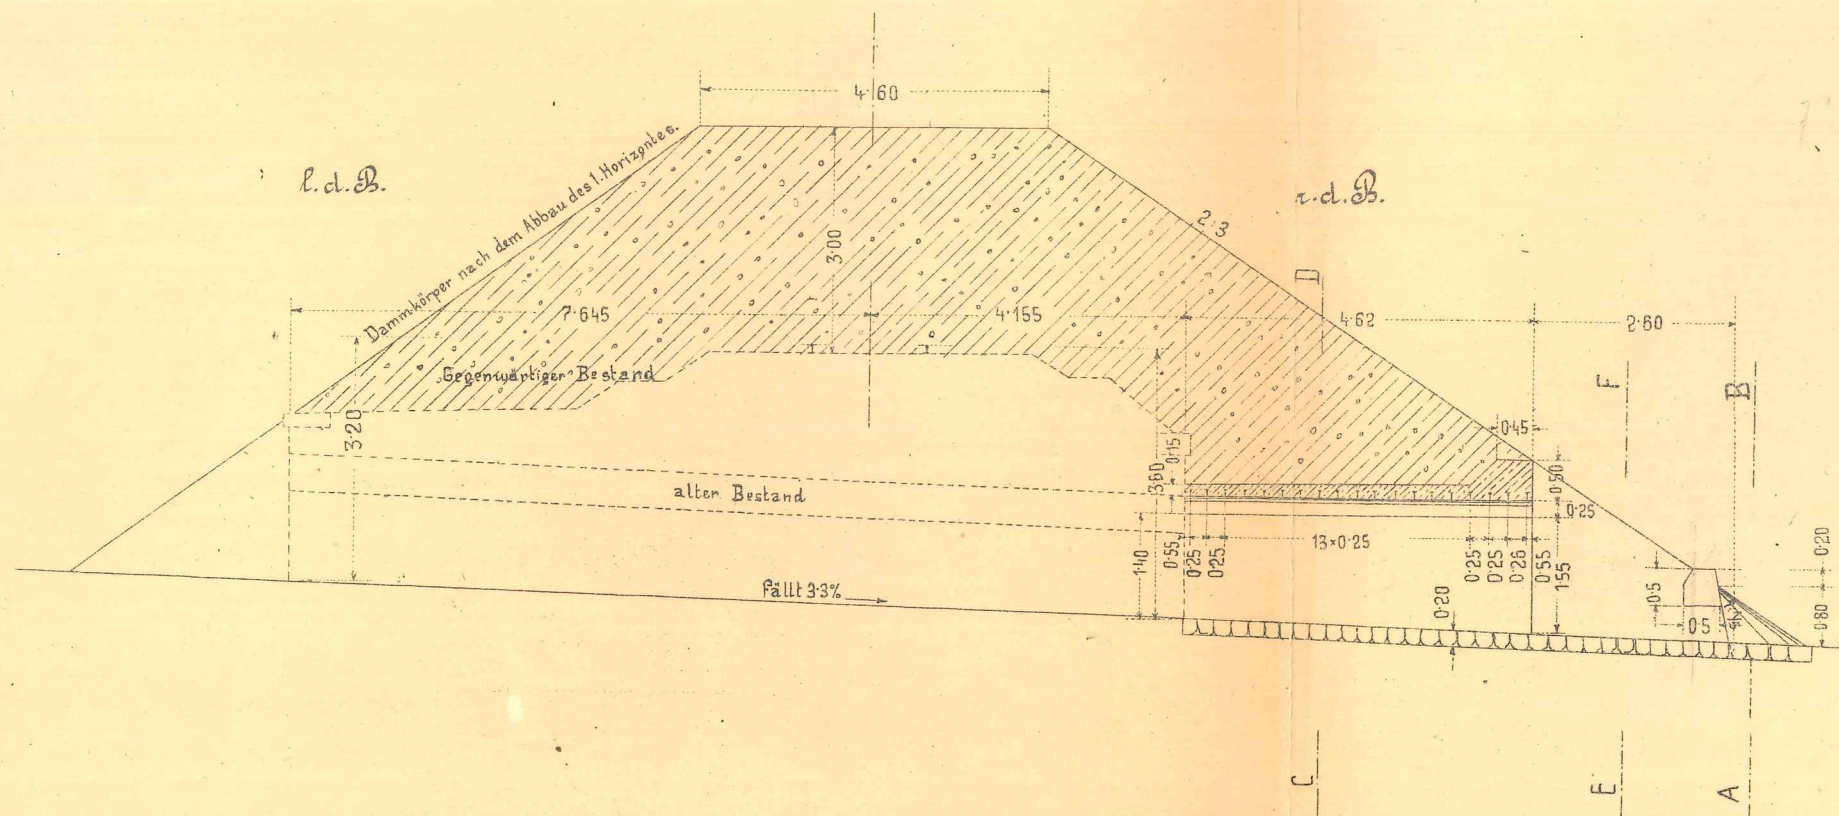 4·60
Dammkörper nach dem Abbau des 1. Horizontes.
l. d. B.
r. d. B.
2:3
3·00
D
7·645
4·155
4·62
2·60
Gegenwärtiger Bestand
F
B
3·20
0·45
0·15
3·00
alter Bestand
0·50
0·25
13×0·25
0·55
0·25
0·25
0·25
0·25
0·26
0·55
1·55
1·40
0·20
fällt 3·3%
0·20
0·5
0·5
0·80
C
E
A